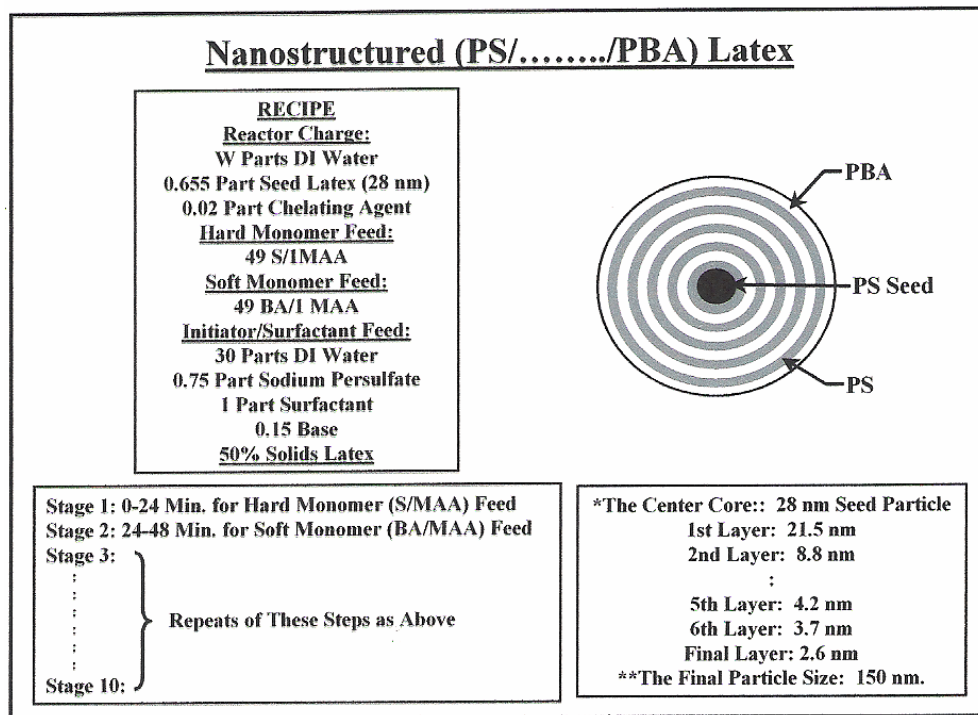 Nanostructured (PS/......../PBA) Latex
RECIPE
Reactor Charge:
W Parts DI Water
0.655 Part Seed Latex (28 nm)
0.02 Part Chelating Agent
Hard Monomer Feed:
49 S/1MAA
Soft Monomer Feed:
49 BA/1 MAA
Initiator/Surfactant Feed:
30 Parts DI Water
0.75 Part Sodium Persulfate
1 Part Surfactant
0.15 Base
50% Solids Latex
PBA
PS Seed
PS
Stage 1: 0-24 Min. for Hard Monomer (S/MAA) Feed
Stage 2: 24-48 Min. for Soft Monomer (BA/MAA) Feed
Stage 3:
:
:
:
:
:
:
Repeats of These Steps as Above
Stage 10:
*The Center Core:: 28 nm Seed Particle
1st Layer: 21.5 nm
2nd Layer: 8.8 nm
:
5th Layer: 4.2 nm
6th Layer: 3.7 nm
Final Layer: 2.6 nm
**The Final Particle Size: 150 nm.